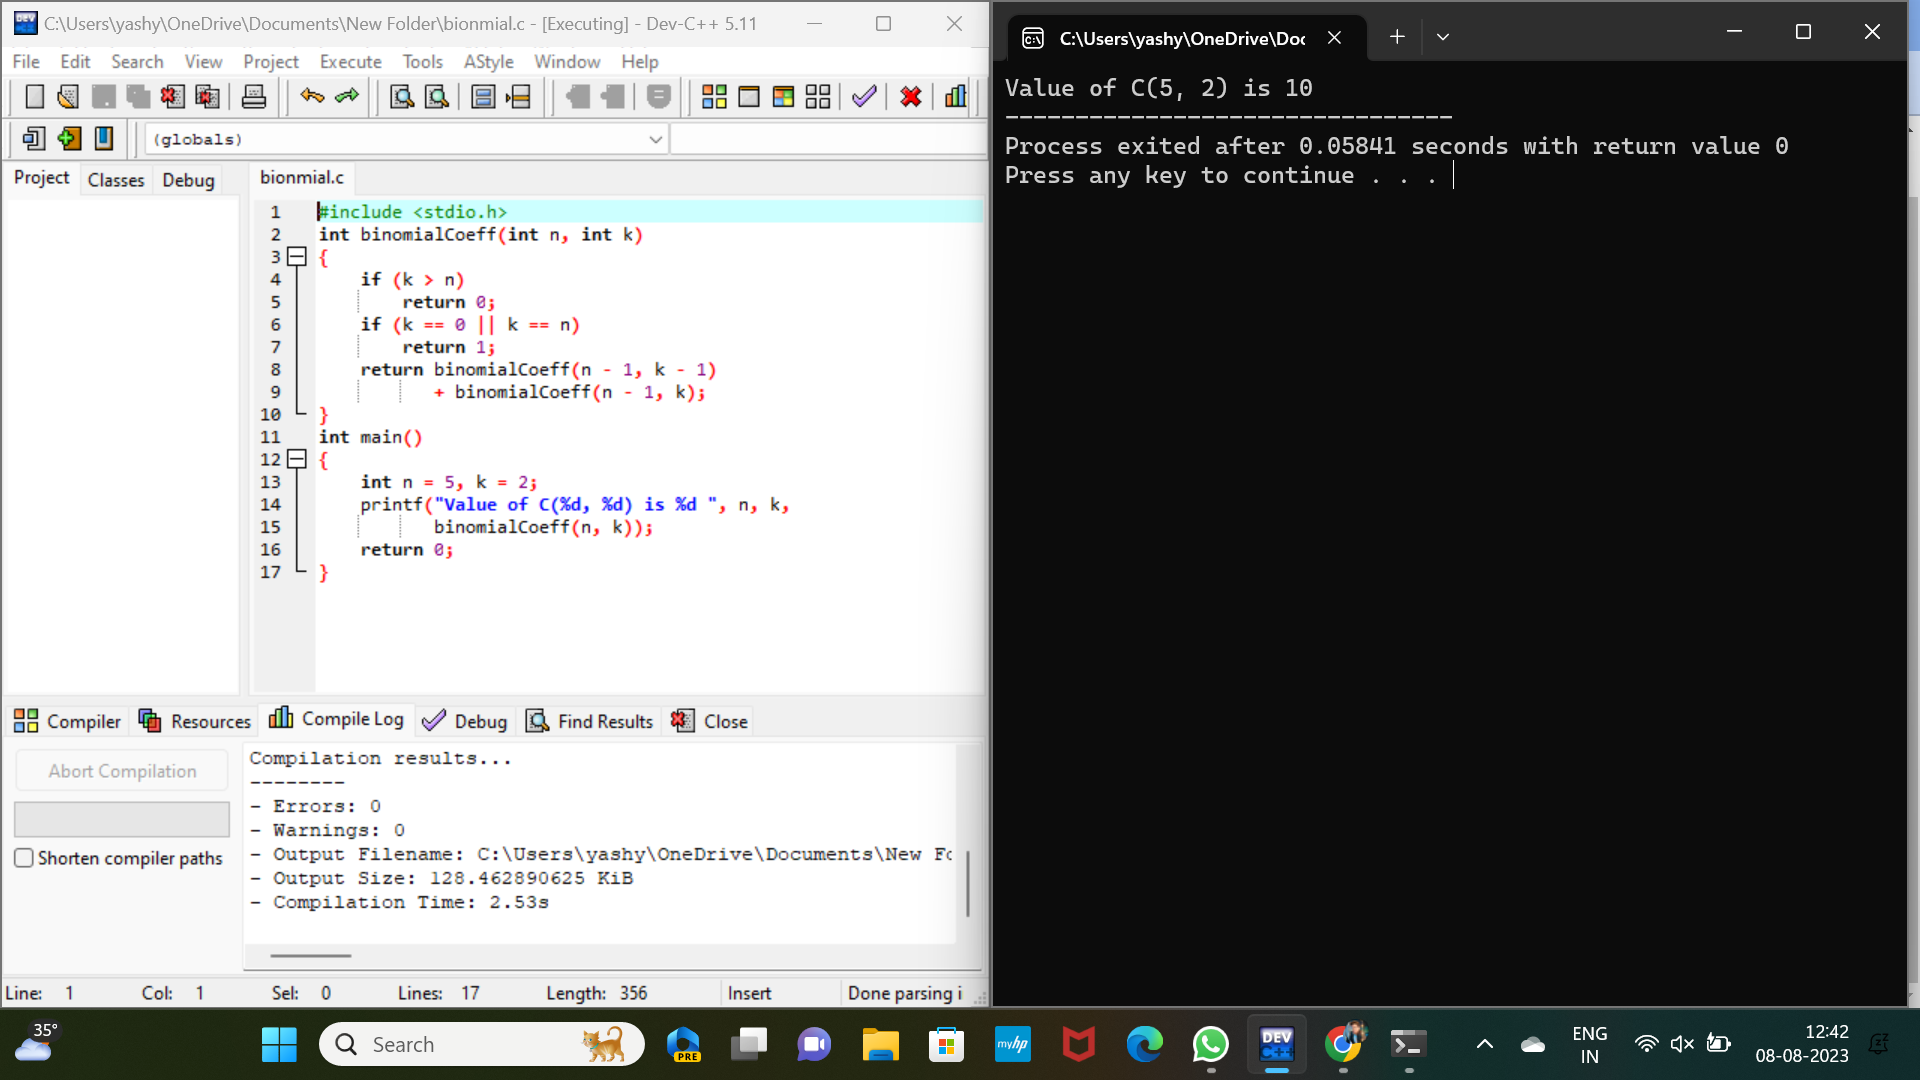 C:\Users\yashy\OneDrive\Documents\New Folder\bionmial.c - [Executing] - Dev-C++ 5.11
File Edit Search View Project Execute Tools AStyle Window Help
(globals)
Project Classes Debug
bionmial.c
1 #include <stdio.h>
2 int binomialCoeff(int n, int k)
3 {
4 if (k > n)
5 return 0;
6 if (k == 0 || k == n)
7 return 1;
8 return binomialCoeff(n - 1, k - 1)
9 + binomialCoeff(n - 1, k);
10 }
11 int main()
12 {
13 int n = 5, k = 2;
14 printf("Value of C(%d, %d) is %d ", n, k,
15 binomialCoeff(n, k));
16 return 0;
17 }
Compiler Resources Compile Log Debug Find Results Close
Abort Compilation
Shorten compiler paths
Compilation results...
--------
- Errors: 0
- Warnings: 0
- Output Filename: C:\Users\yashy\OneDrive\Documents\New Fo
- Output Size: 128.462890625 KiB
- Compilation Time: 2.53s
Line: 1 Col: 1 Sel: 0 Lines: 17 Length: 356 Insert Done parsing i
C:\Users\yashy\OneDrive\Doc
Value of C(5, 2) is 10
--------------------------------
Process exited after 0.05841 seconds with return value 0
Press any key to continue . . .
35°
Search
PRE
myhp
DEV
C++
ENG
IN
12:42
08-08-2023